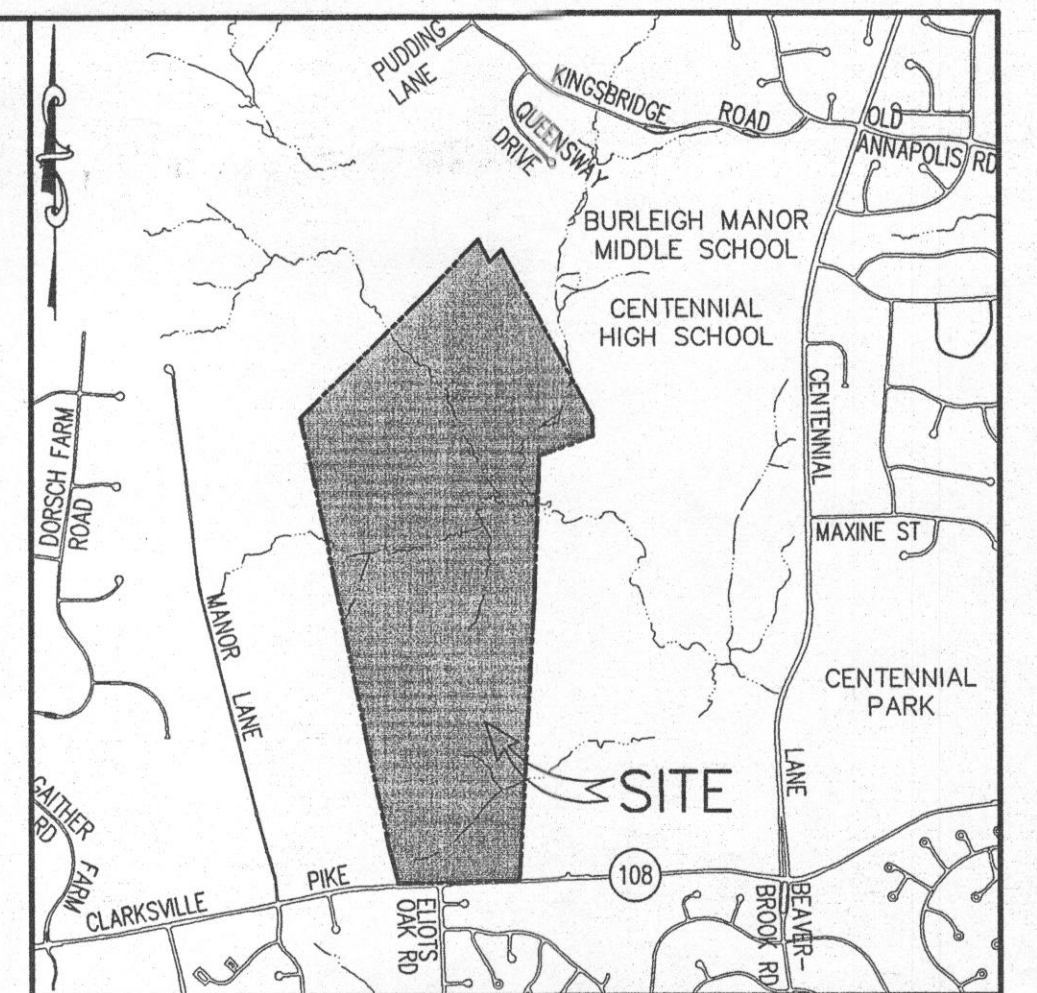 PUDDING
LANE
KINGSBRIDGE ROAD
QUEENSWAY
DRIVE
OLD
ANNAPOLIS RD
BURLEIGH MANOR
MIDDLE SCHOOL
CENTENNIAL
HIGH SCHOOL
DORSCH FARM
ROAD
CENTENNIAL
MAXINE ST
MANOR LANE
CENTENNIAL
PARK
LANE
SITE
GAITHER
FARM
RD
CLARKSVILLE PIKE
108
ELIOTS
OAK RD
BEAVER-
BROOK RD